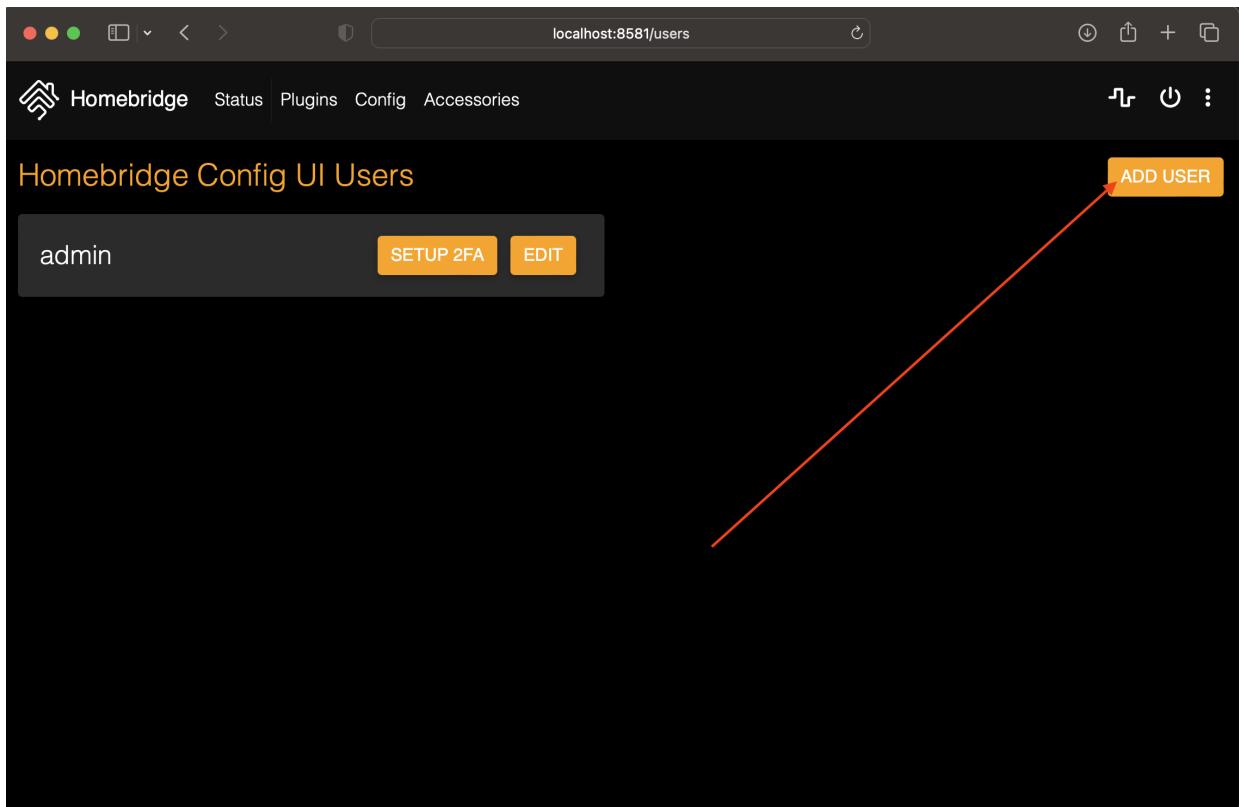 localhost:8581/users
Homebridge Status Plugins Config Accessories
Homebridge Config UI Users
ADD USER
admin
SETUP 2FA
EDIT